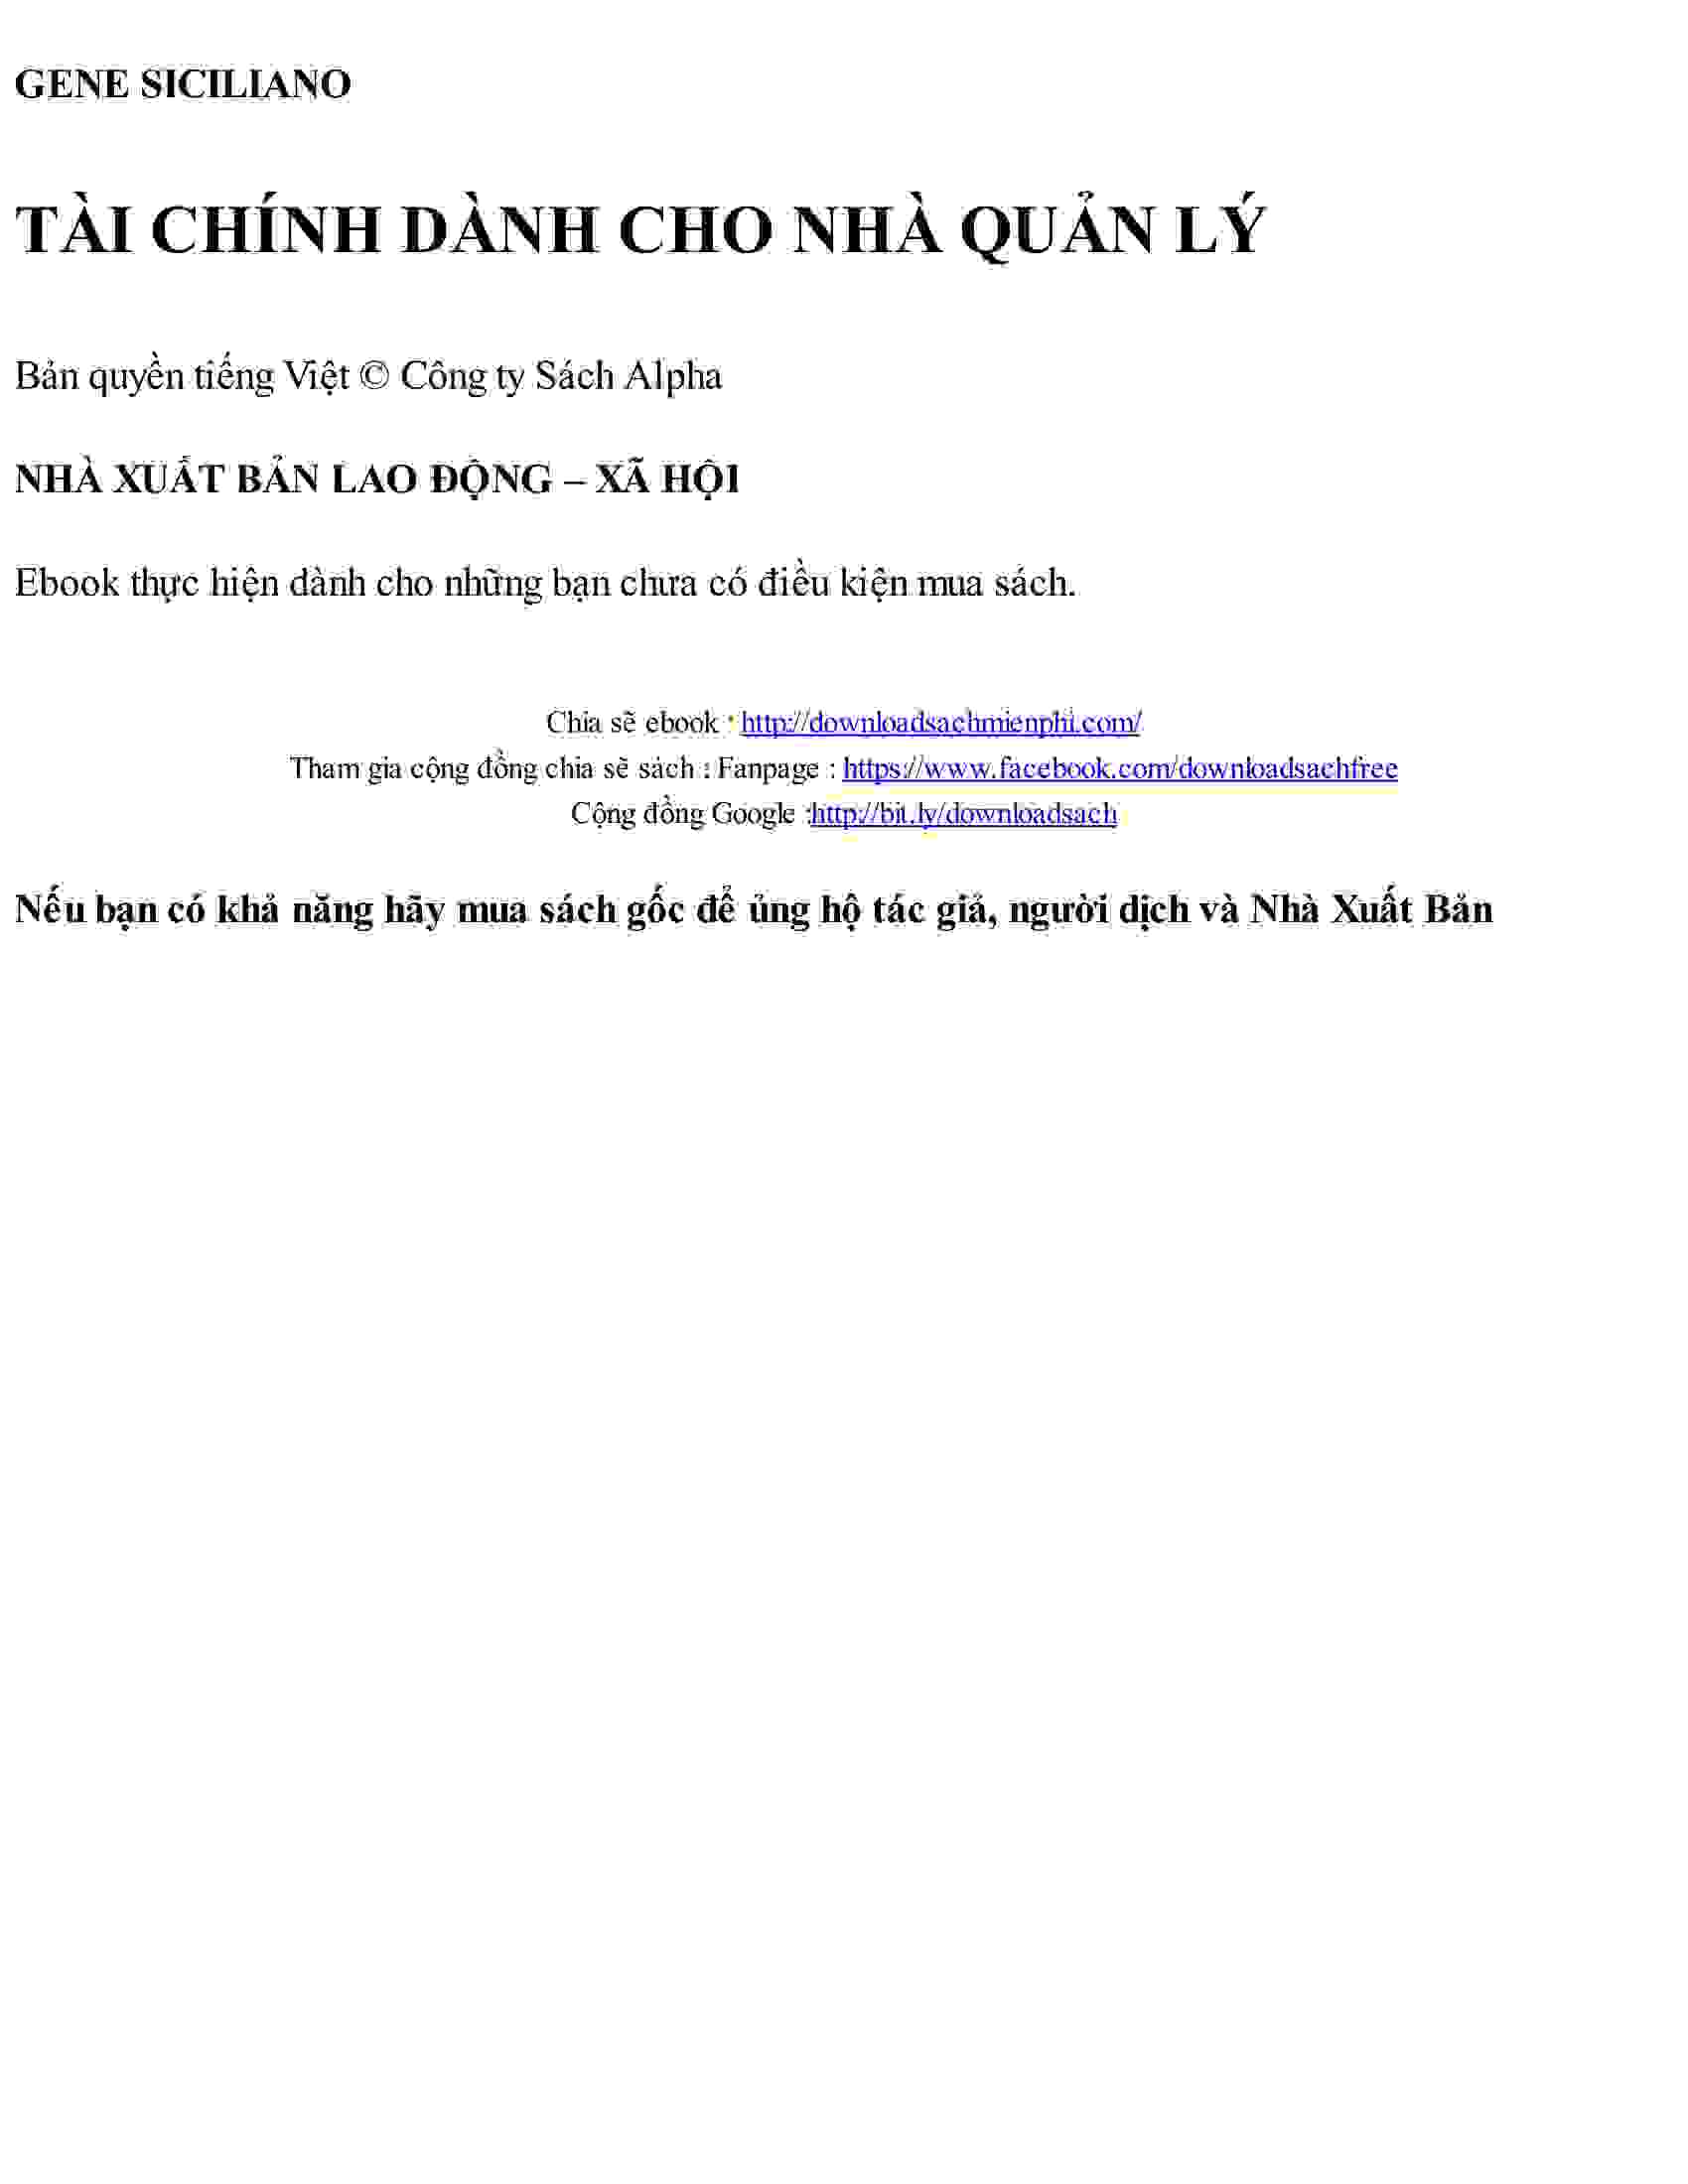 GENE SICILIANO
TÀI CHÍNH DÀNH CHO NHÀ QUẢN LÝ
Bản quyền tiếng Việt © Công ty Sách Alpha
NHÀ XUẤT BẢN LAO ĐỘNG – XÃ HỘI
Ebook thực hiện dành cho những bạn chưa có điều kiện mua sách.
Chia sẽ ebook : http://downloadsachmienphi.com/
Tham gia cộng đồng chia sẽ sách : Fanpage : https://www.facebook.com/downloadsachfree
Cộng đồng Google :http://bit.ly/downloadsach
Nếu bạn có khả năng hãy mua sách gốc để ủng hộ tác giả, người dịch và Nhà Xuất Bản